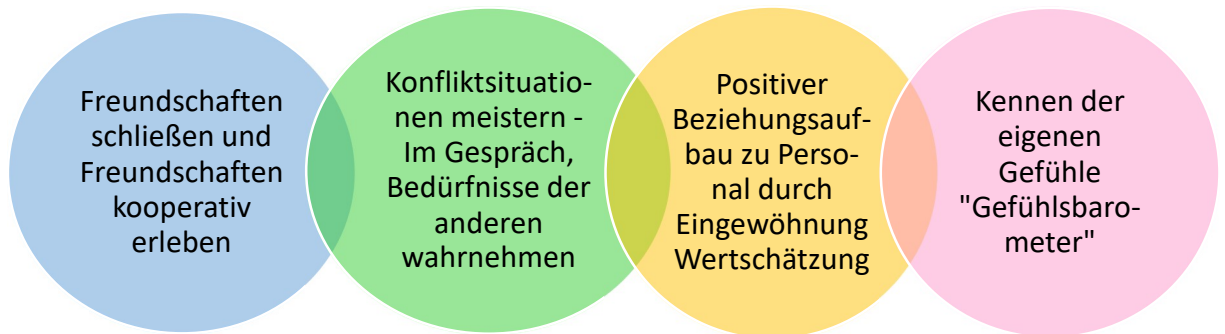 Freundschaften
schließen und
Freundschaften
kooperativ
erleben
Konfliktsituatio-
nen meistern -
Im Gespräch,
Bedürfnisse der
anderen
wahrnehmen
Positiver
Beziehungsauf-
bau zu Perso-
nal durch
Eingewöhnung
Wertschätzung
Kennen der
eigenen
Gefühle
"Gefühlsbaro-
meter"